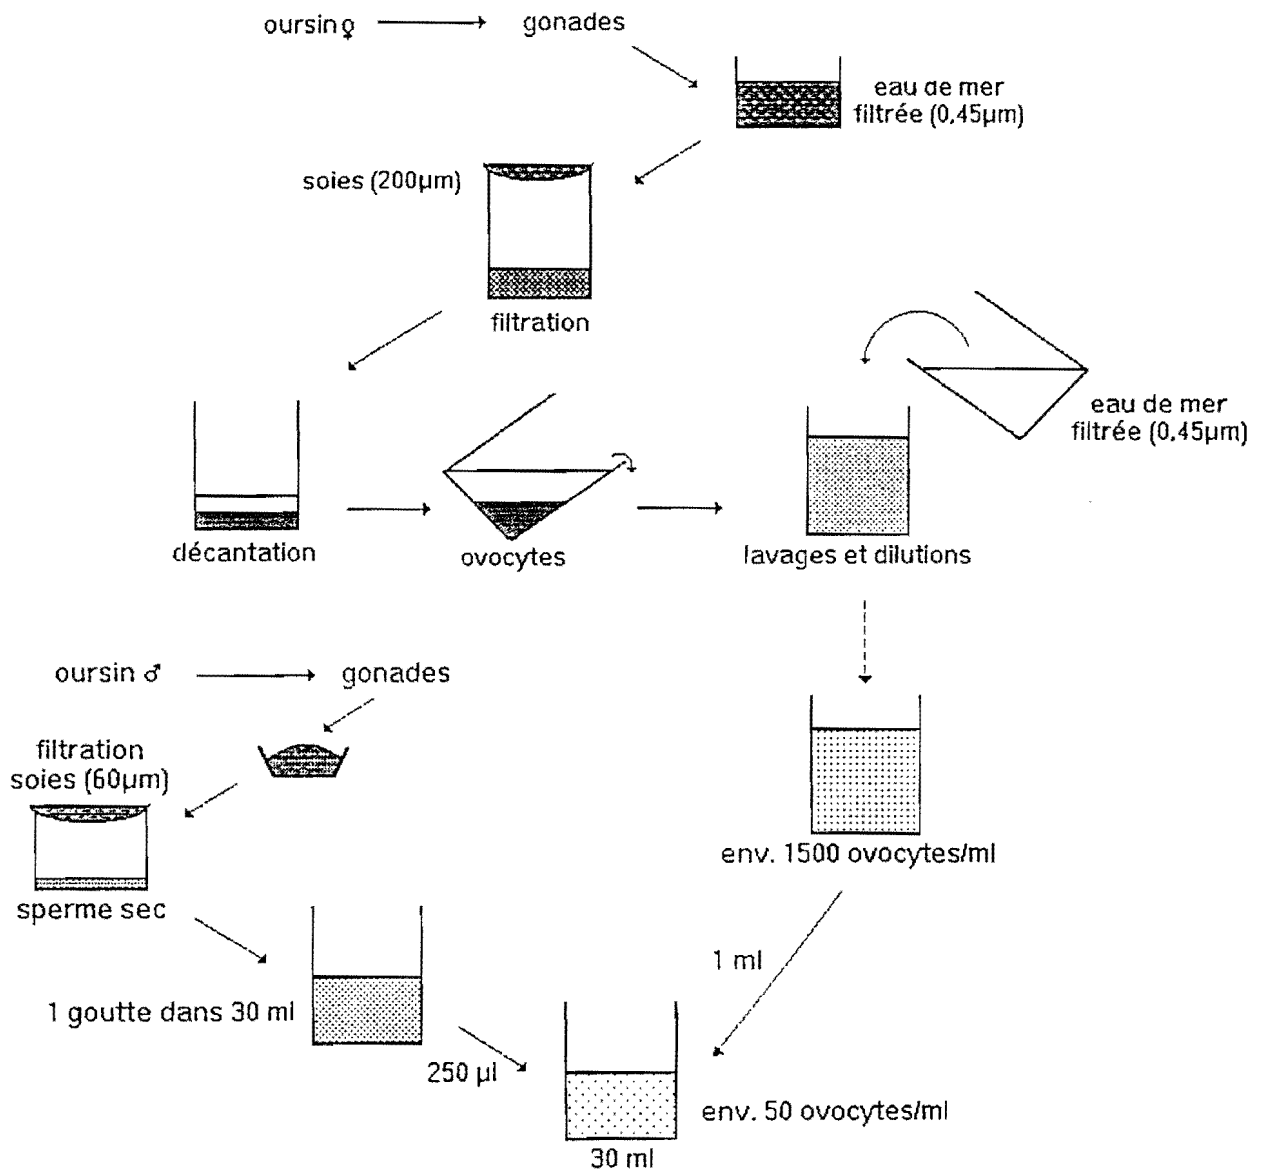 oursin ♀
gonades
eau de mer
filtrée (0,45µm)
soies (200µm)
filtration
eau de mer
filtrée (0,45µm)
décantation
ovocytes
lavages et dilutions
oursin ♂
gonades
filtration
soies (60µm)
env. 1500 ovocytes/ml
sperme sec
1 ml
1 goutte dans 30 ml
250 µl
env. 50 ovocytes/ml
30 ml